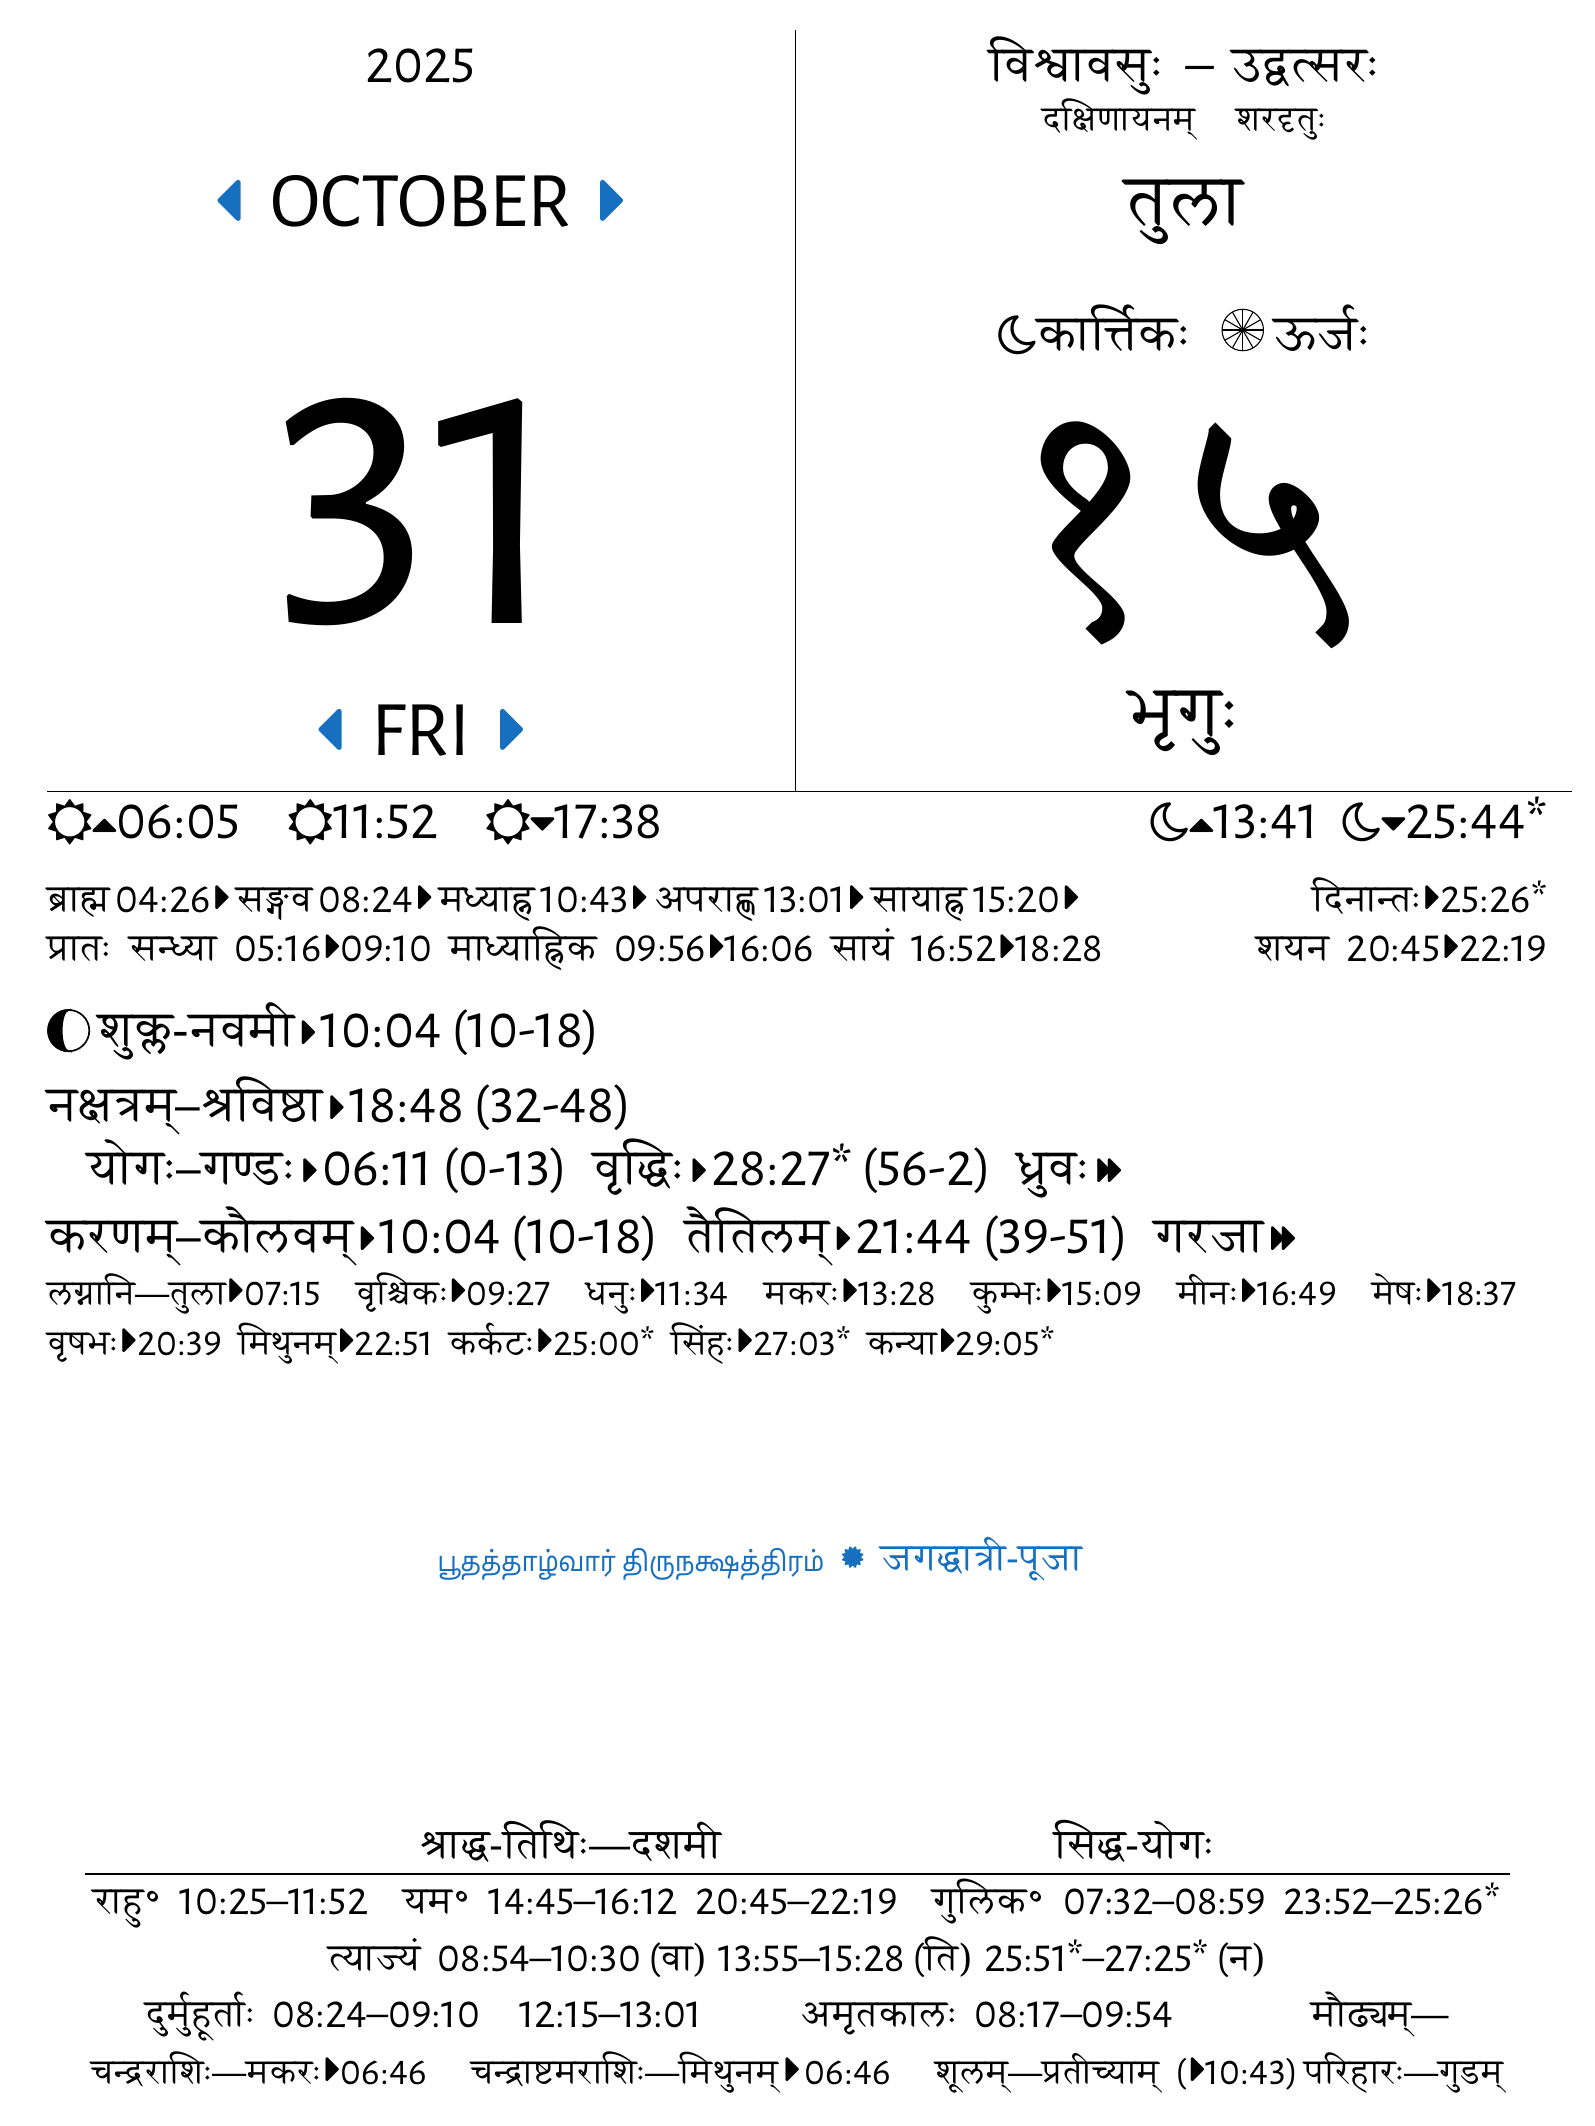 2025
OCTOBER
31
FRI
विश्वावसुः – उद्वत्सरः
दक्षिणायनम् शरदृतुः
तुला
कार्त्तिकः ऊर्जः
१५
भृगुः
06:05 11:52 17:38 13:41 25:44*
ब्राह्म 04:26 सङ्गव 08:24 मध्याह्न 10:43 अपराह्ण 13:01 सायाह्न 15:20 दिनान्तः 25:26*
प्रातः सन्ध्या 05:16 09:10 माध्याह्निक 09:56 16:06 सायं 16:52 18:28 शयन 20:45 22:19
शुक्ल-नवमी 10:04 (10-18)
नक्षत्रम्–श्रविष्ठा 18:48 (32-48)
योगः–गण्डः 06:11 (0-13) वृद्धिः 28:27* (56-2) ध्रुवः
करणम्–कौलवम् 10:04 (10-18) तैतिलम् 21:44 (39-51) गरजा
लग्नानि—तुला 07:15 वृश्चिकः 09:27 धनुः 11:34 मकरः 13:28 कुम्भः 15:09 मीनः 16:49 मेषः 18:37
वृषभः 20:39 मिथुनम् 22:51 कर्कटः 25:00* सिंहः 27:03* कन्या 29:05*
பூதத்தாழ்வார் திருநக்ஷத்திரம் जगद्धात्री-पूजा
श्राद्ध-तिथिः—दशमी सिद्ध-योगः
राहु° 10:25–11:52 यम° 14:45–16:12 20:45–22:19 गुलिक° 07:32–08:59 23:52–25:26*
त्याज्यं 08:54–10:30 (वा) 13:55–15:28 (ति) 25:51*–27:25* (न)
दुर्मुहूर्ताः 08:24–09:10 12:15–13:01 अमृतकालः 08:17–09:54 मौढ्यम्—
चन्द्रराशिः—मकरः 06:46 चन्द्राष्टमराशिः—मिथुनम् 06:46 शूलम्—प्रतीच्याम् ( 10:43) परिहारः—गुडम्